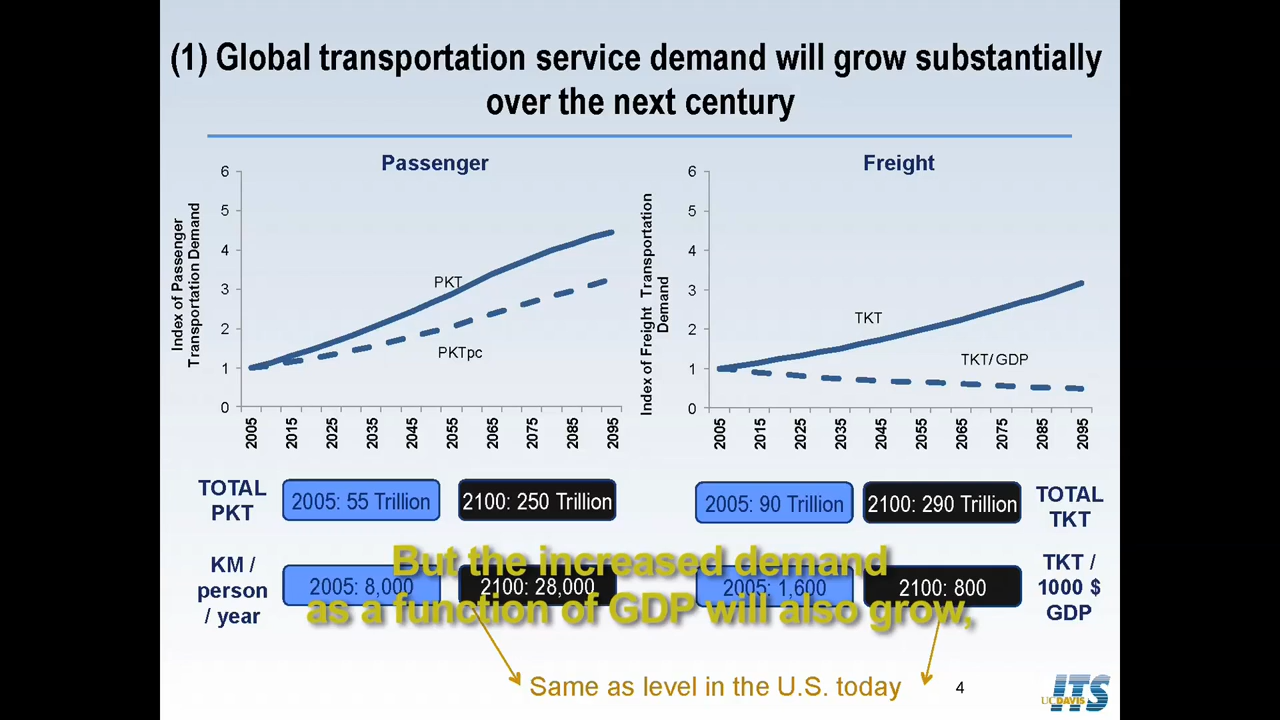 (1) Global transportation service demand will grow substantially
over the next century
Passenger
Index of Passenger
Transportation Demand
6
5
4
3
2
1
0
PKT
PKTpc
2005 2015 2025 2035 2045 2055 2065 2075 2085 2095
Freight
Index of Freight Transportation
Demand
6
5
4
3
2
1
0
TKT
TKT/ GDP
2005 2015 2025 2035 2045 2055 2065 2075 2085 2095
TOTAL
PKT
2005: 55 Trillion
2100: 250 Trillion
2005: 90 Trillion
2100: 290 Trillion
TOTAL
TKT
KM /
person
/ year
2005: 8,000
2100: 28,000
2005: 1,600
2100: 800
TKT /
1000 $
GDP
But the increased demand
as a function of GDP will also grow,
Same as level in the U.S. today
4
UCDAVIS
ITS